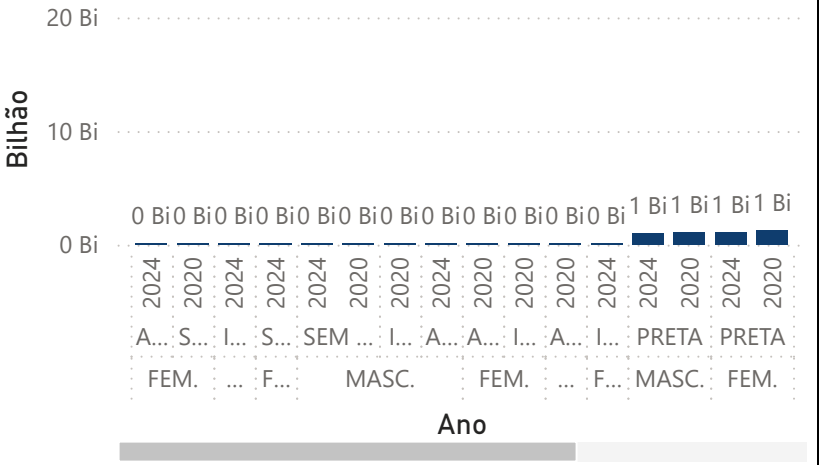 20 Bi
Bilhão
10 Bi
0 Bi
0 Bi 0 Bi 0 Bi 0 Bi 0 Bi 0 Bi 0 Bi 0 Bi 0 Bi 0 Bi 0 Bi 0 Bi 1 Bi 1 Bi 1 Bi 1 Bi
2024 2020 2024 2024 2024 2020 2020 2024 2020 2020 2020 2024 2024 2020 2024 2020
A... S... I... S... SEM ... I... A... A... I... A... I... PRETA PRETA
FEM. ... F... MASC. FEM. ... F... MASC. FEM.
Ano